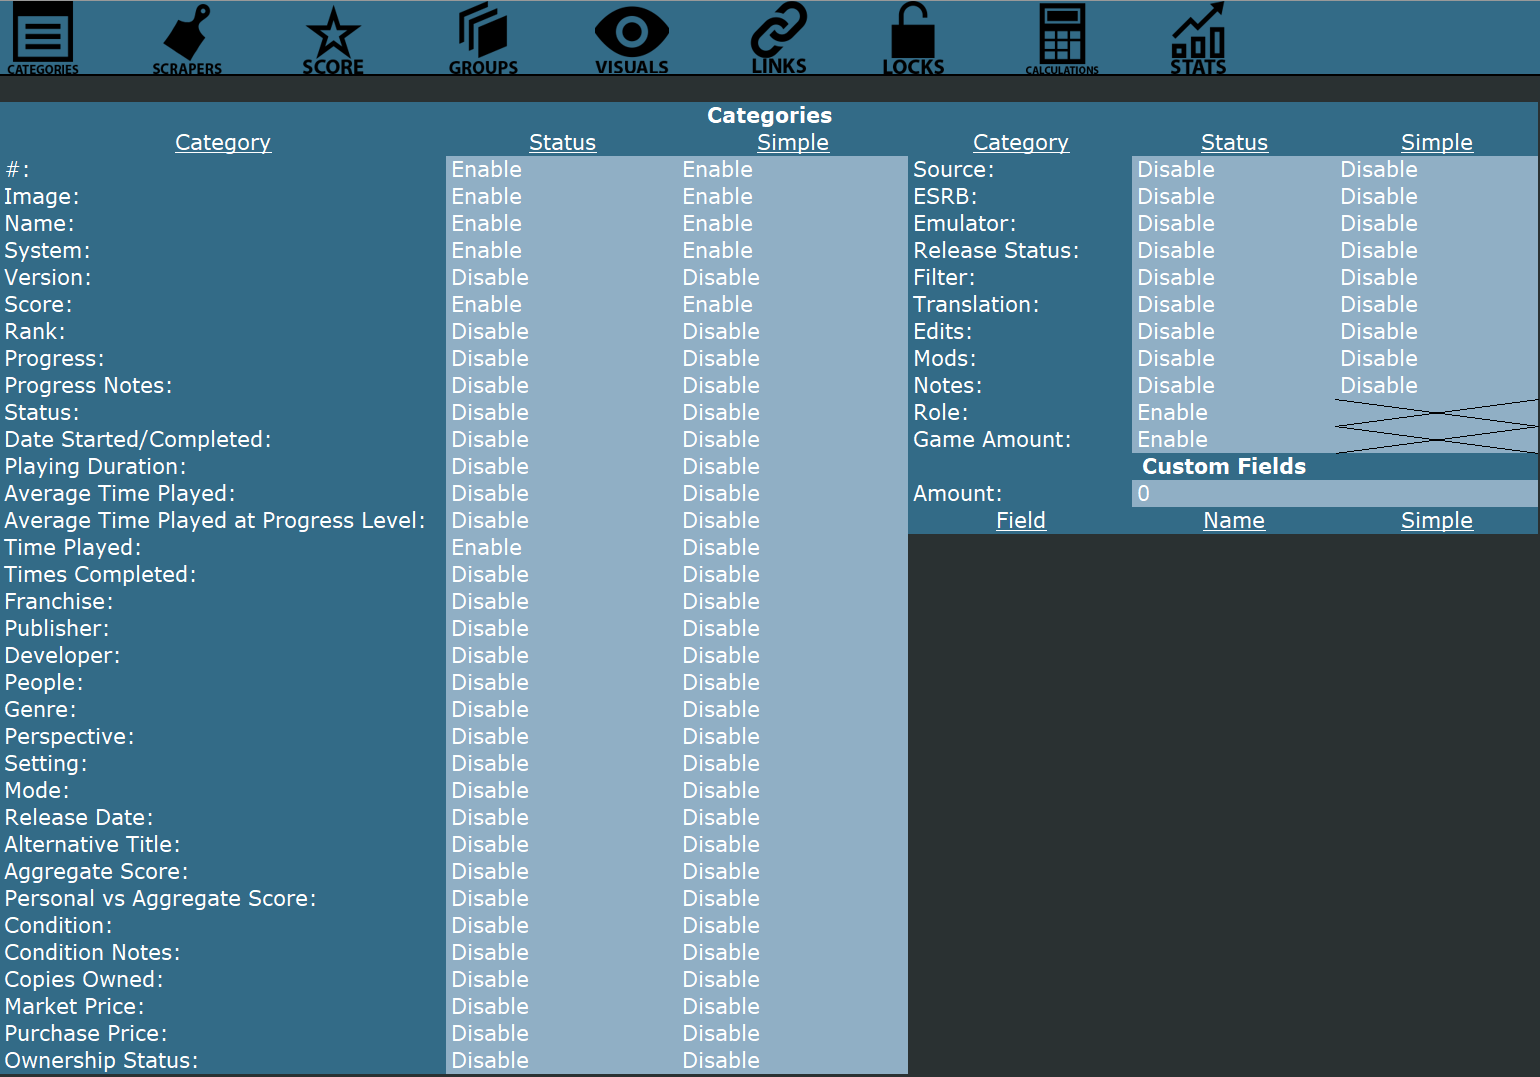 CATEGORIES SCRAPERS SCORE GROUPS VISUALS LINKS LOCKS CALCULATIONS STATS
Categories
Category Status Simple Category Status Simple
#: Enable Enable Source: Disable Disable
Image: Enable Enable ESRB: Disable Disable
Name: Enable Enable Emulator: Disable Disable
System: Enable Enable Release Status: Disable Disable
Version: Disable Disable Filter: Disable Disable
Score: Enable Enable Translation: Disable Disable
Rank: Disable Disable Edits: Disable Disable
Progress: Disable Disable Mods: Disable Disable
Progress Notes: Disable Disable Notes: Disable Disable
Status: Disable Disable Role: Enable
Date Started/Completed: Disable Disable Game Amount: Enable
Playing Duration: Disable Disable Custom Fields
Average Time Played: Disable Disable Amount: 0
Average Time Played at Progress Level: Disable Disable Field Name Simple
Time Played: Enable Disable
Times Completed: Disable Disable
Franchise: Disable Disable
Publisher: Disable Disable
Developer: Disable Disable
People: Disable Disable
Genre: Disable Disable
Perspective: Disable Disable
Setting: Disable Disable
Mode: Disable Disable
Release Date: Disable Disable
Alternative Title: Disable Disable
Aggregate Score: Disable Disable
Personal vs Aggregate Score: Disable Disable
Condition: Disable Disable
Condition Notes: Disable Disable
Copies Owned: Disable Disable
Market Price: Disable Disable
Purchase Price: Disable Disable
Ownership Status: Disable Disable